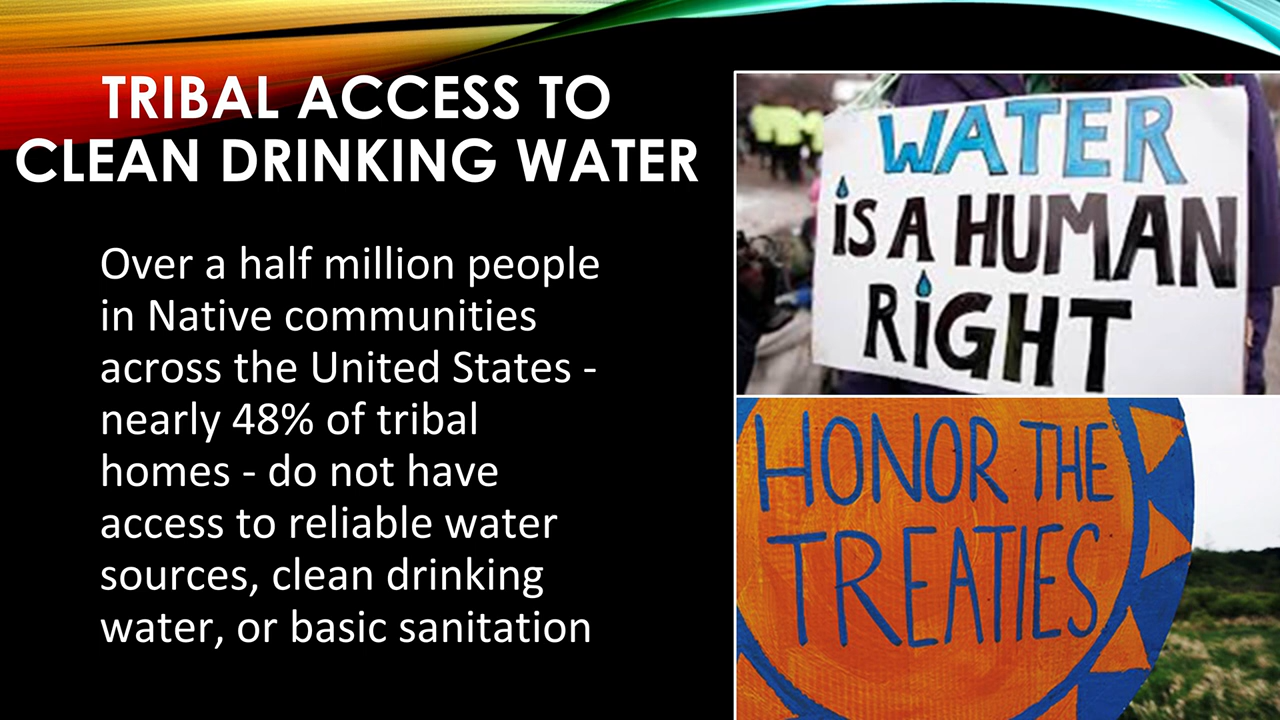 TRIBAL ACCESS TO
CLEAN DRINKING WATER
Over a half million people
in Native communities
across the United States -
nearly 48% of tribal
homes - do not have
access to reliable water
sources, clean drinking
water, or basic sanitation
WATER
iS A HUMAN
RiGHT
HONOR THE
TREATIES